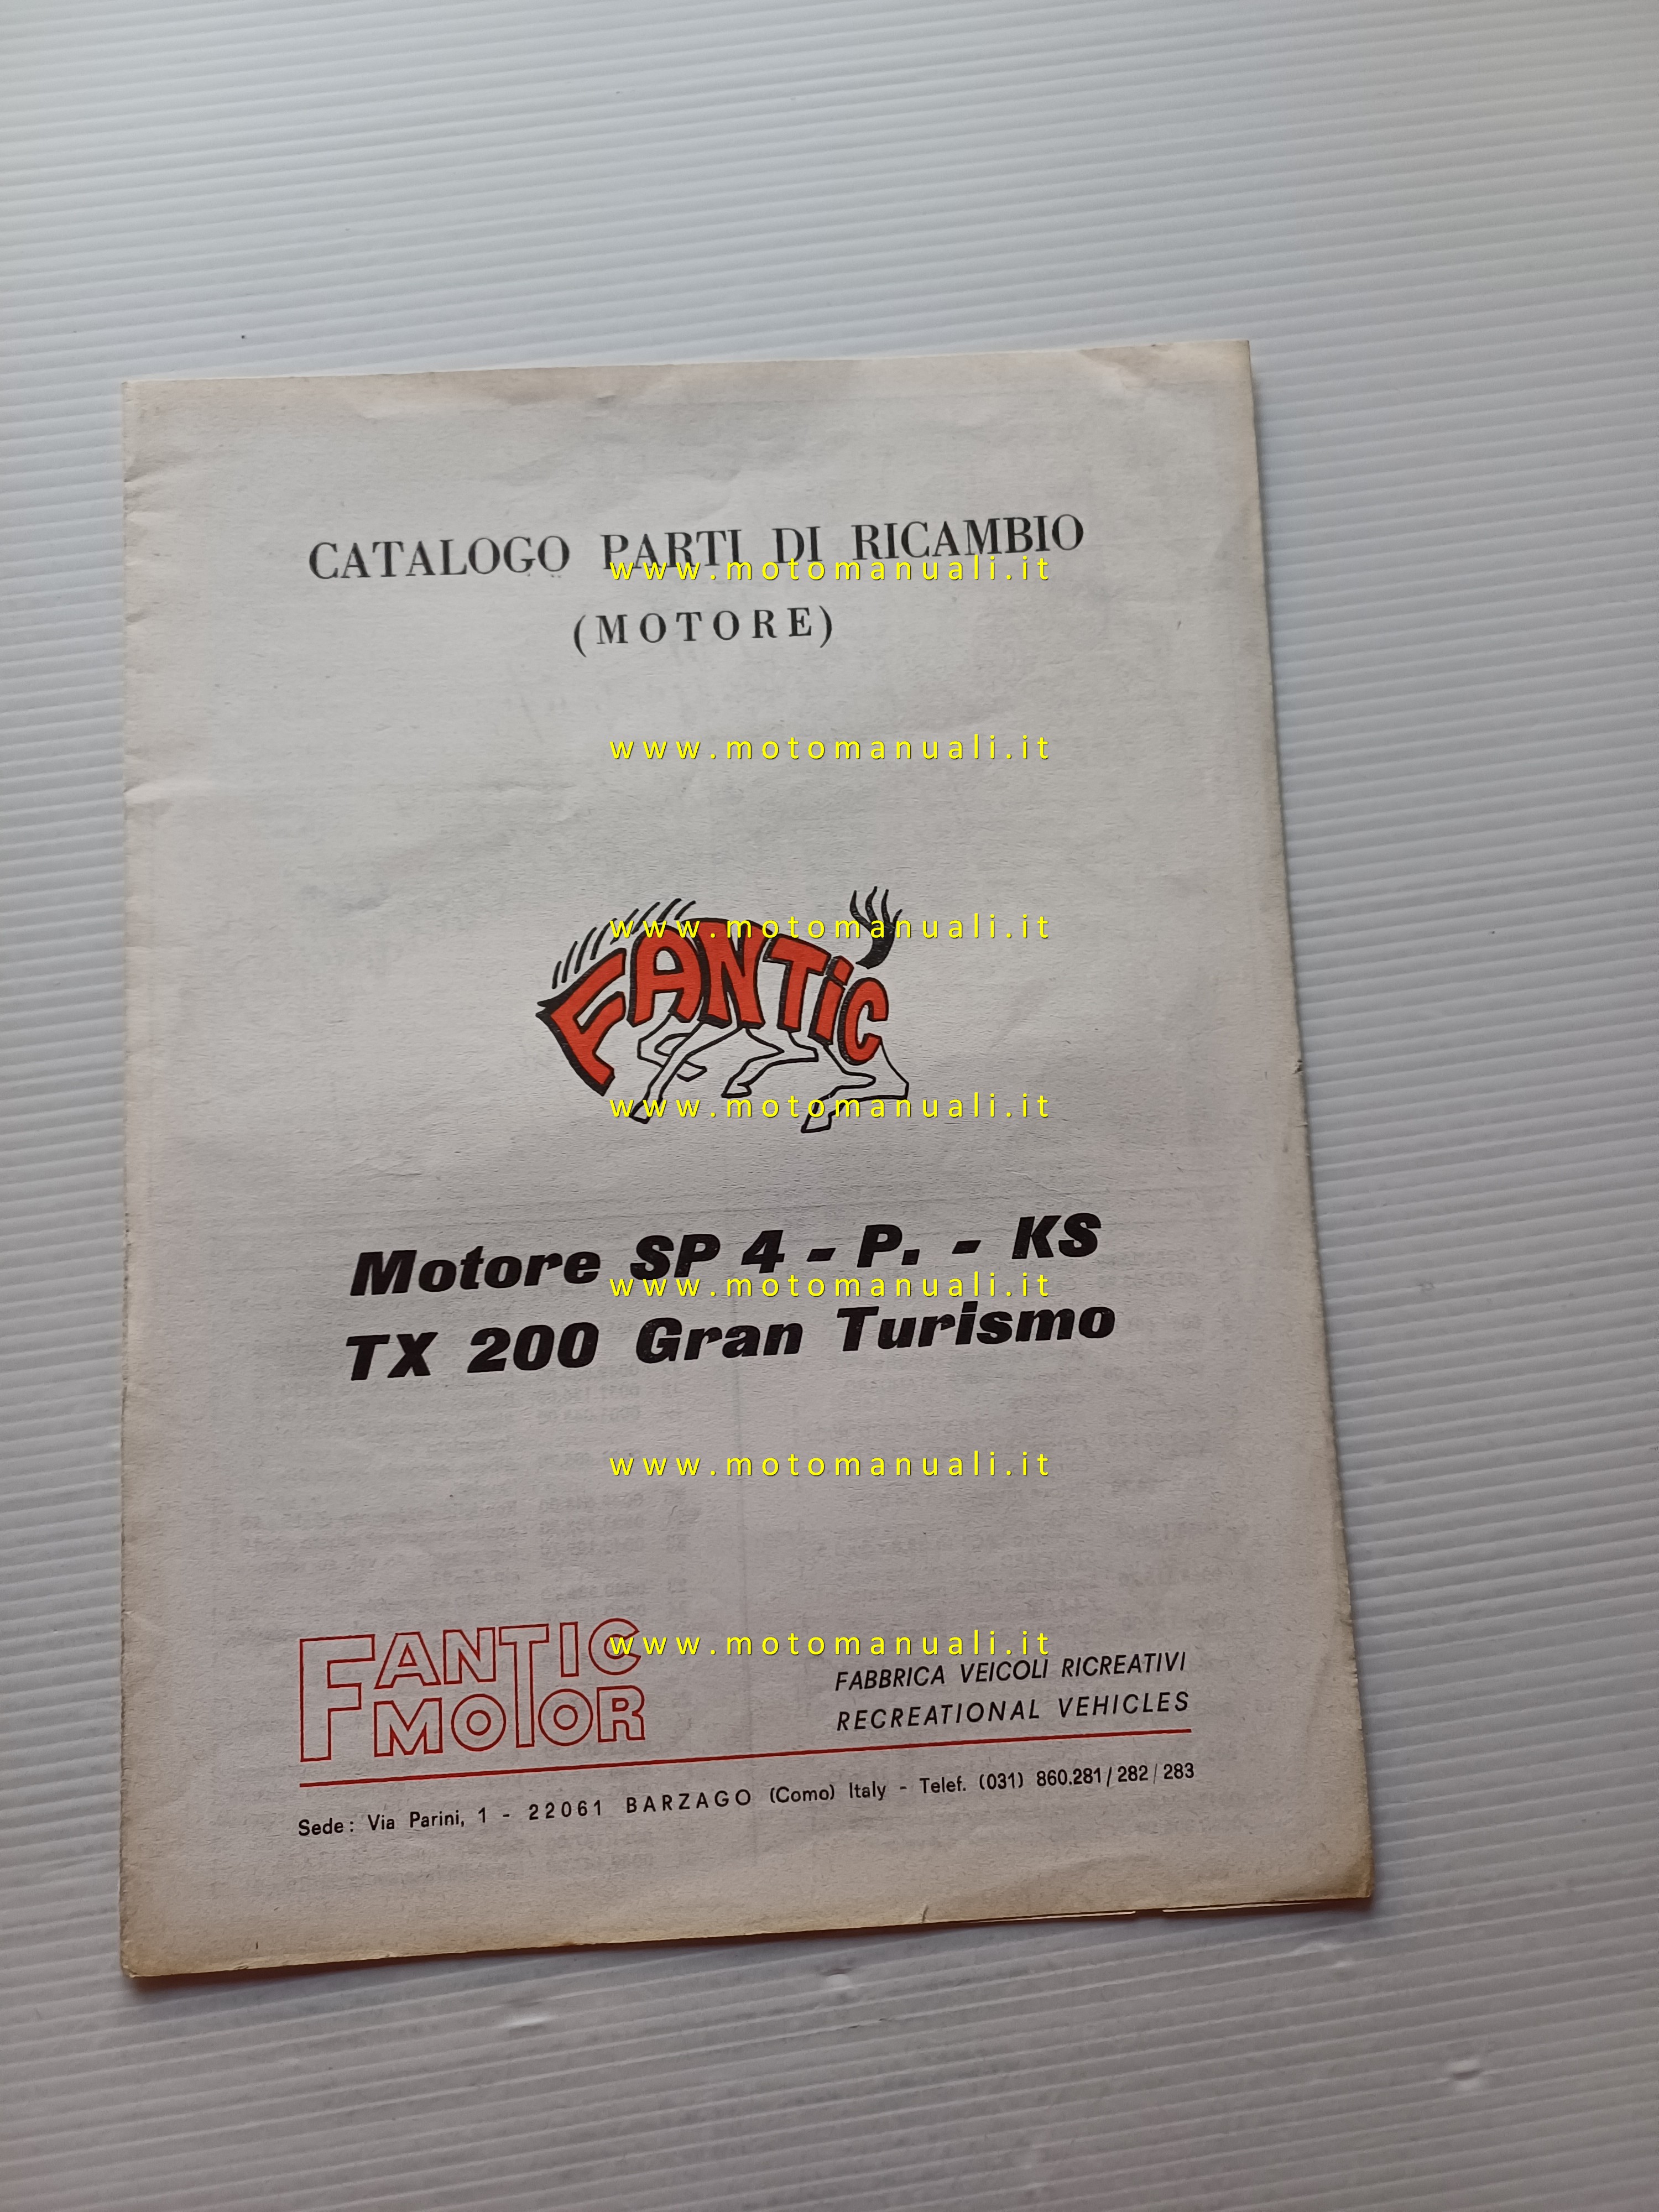 CATALOGO PARTI DI RICAMBIO
www.motomanuali.it
(MOTORE)
www.motomanuali.it
www.motomanuali.it
FANTIC
www.motomanuali.it
Motore SP 4 - P. - KS
www.motomanuali.it
TX 200 Gran Turismo
www.motomanuali.it
www.motomanuali.it
FANTIC
MOTOR
FABBRICA VEICOLI RICREATIVI
RECREATIONAL VEHICLES
Sede: Via Parini, 1 - 22061 BARZAGO (Como) Italy - Telef. (031) 860.281/282/283